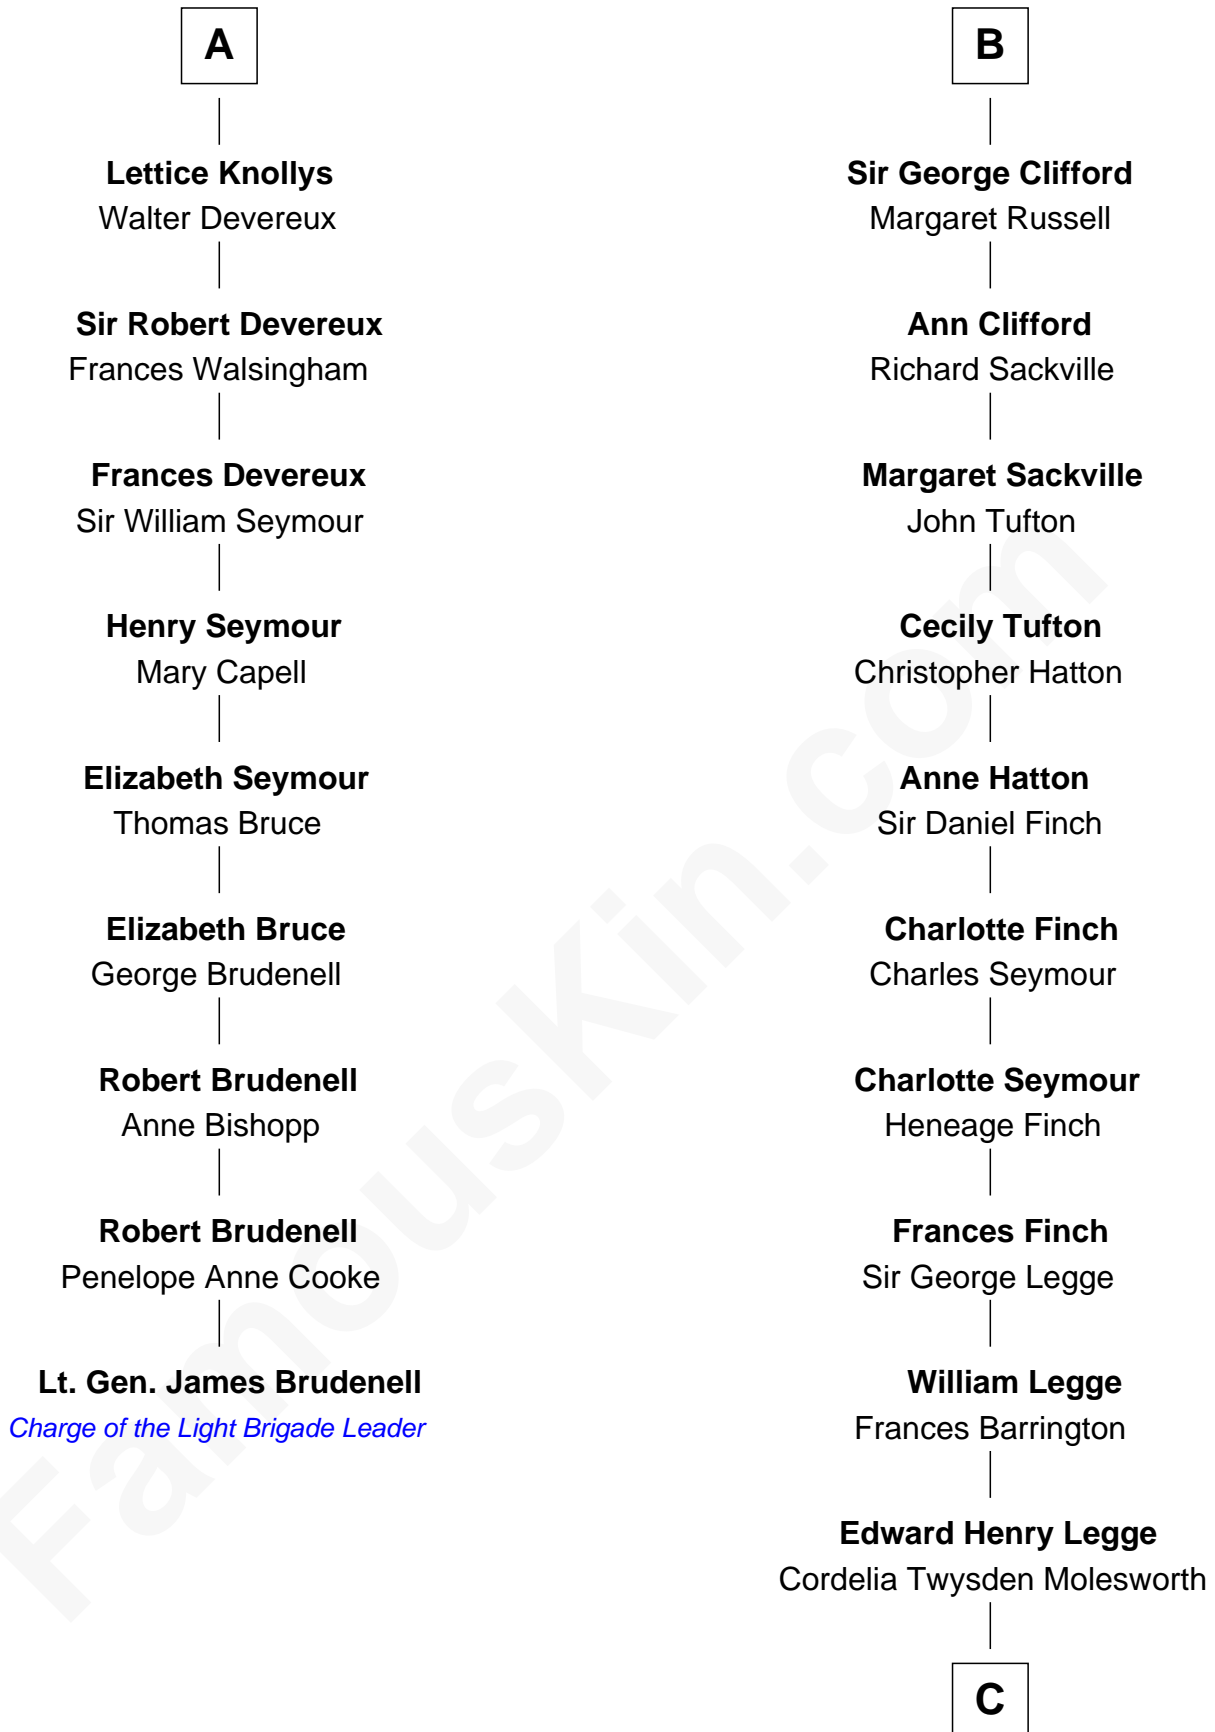 A
Lettice Knollys
Walter Devereux
Sir Robert Devereux
Frances Walsingham
Frances Devereux
Sir William Seymour
Henry Seymour
Mary Capell
Elizabeth Seymour
Thomas Bruce
Elizabeth Bruce
George Brudenell
Robert Brudenell
Anne Bishopp
Robert Brudenell
Penelope Anne Cooke
Lt. Gen. James Brudenell
Charge of the Light Brigade Leader
B
Sir George Clifford
Margaret Russell
Ann Clifford
Richard Sackville
Margaret Sackville
John Tufton
Cecily Tufton
Christopher Hatton
Anne Hatton
Sir Daniel Finch
Charlotte Finch
Charles Seymour
Charlotte Seymour
Heneage Finch
Frances Finch
Sir George Legge
William Legge
Frances Barrington
Edward Henry Legge
Cordelia Twysden Molesworth
C
FamousKin.com